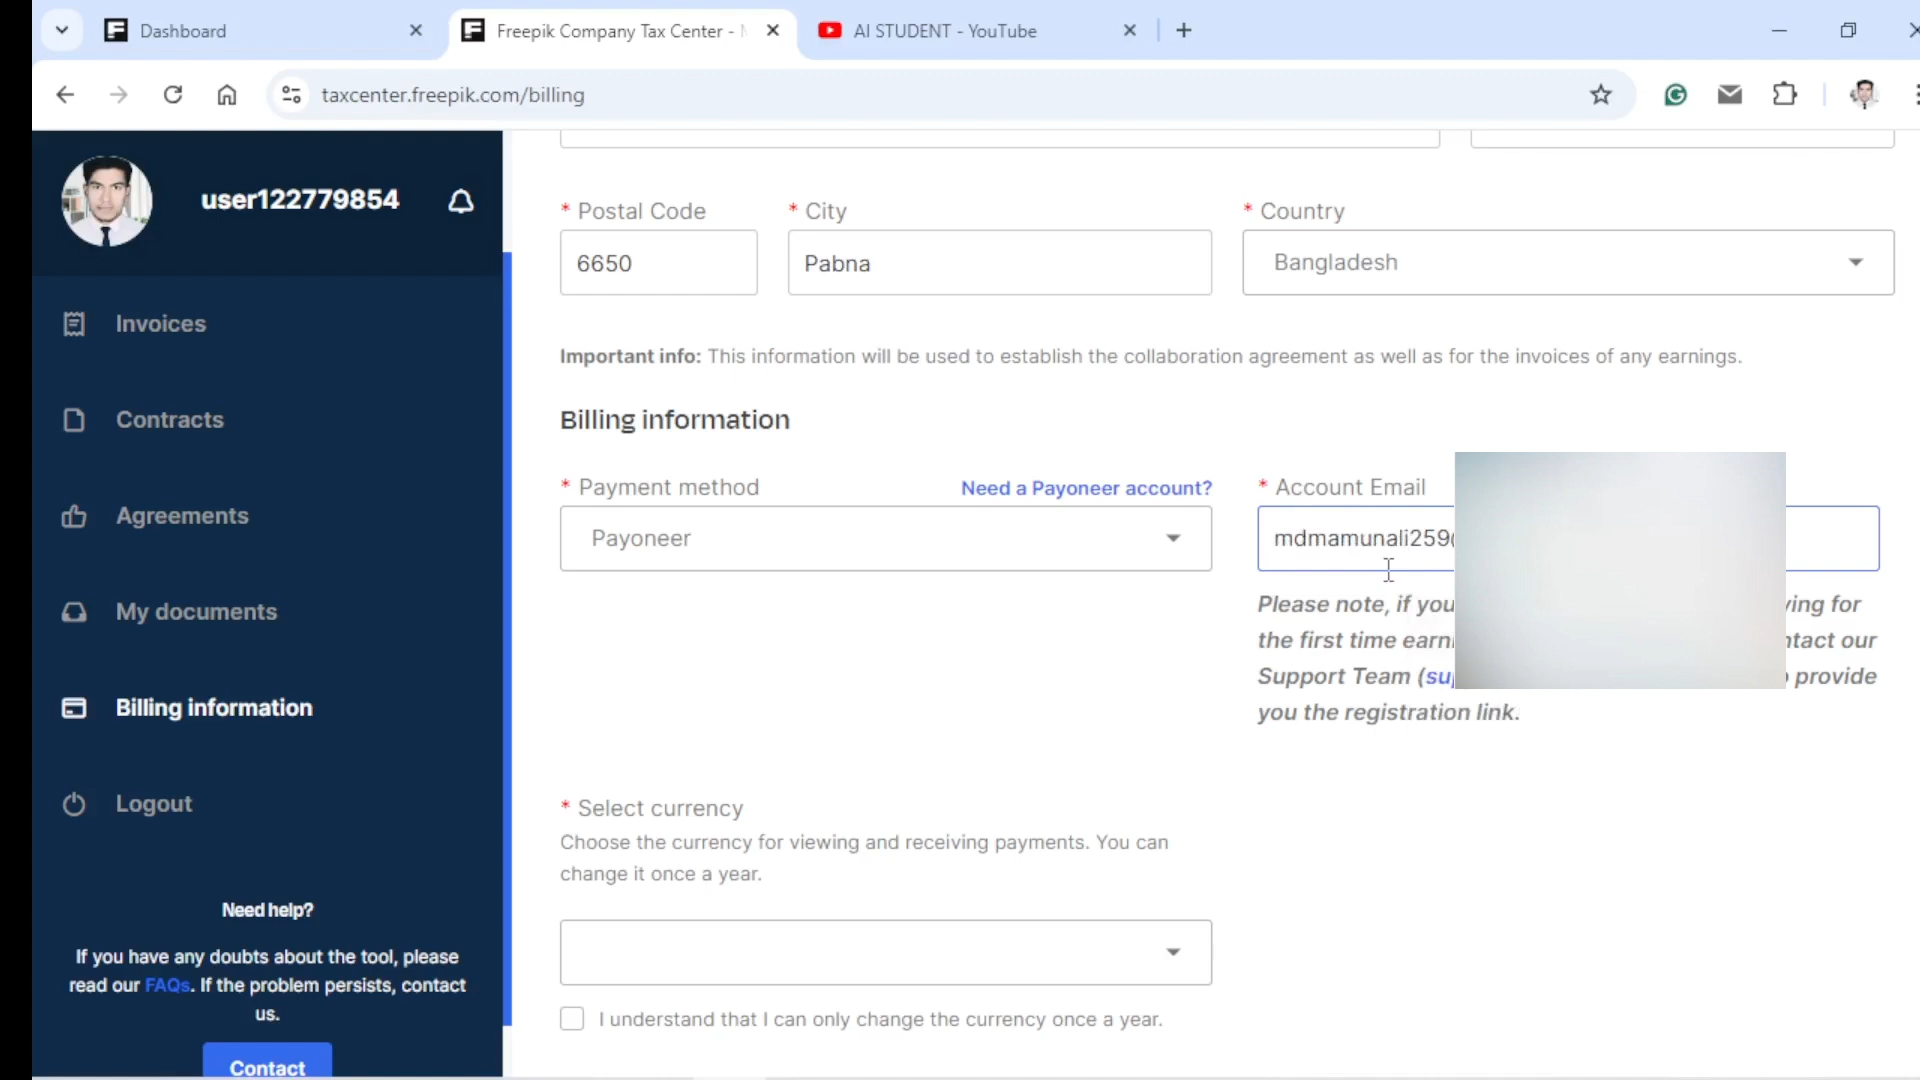 Dashboard
Freepik Company Tax Center -
AI STUDENT - YouTube
taxcenter.freepik.com/billing
user122779854
Invoices
Contracts
Agreements
My documents
Billing information
Logout
Need help?
If you have any doubts about the tool, please
read our FAQs. If the problem persists, contact
us.
Contact
* Postal Code
* City
* Country
6650
Pabna
Bangladesh
Important info: This information will be used to establish the collaboration agreement as well as for the invoices of any earnings.
Billing information
* Payment method
Need a Payoneer account?
* Account Email
Payoneer
mdmamunali259
Please note, if you
for
the first time
our
Support Team (
provide
you the registration link.
* Select currency
Choose the currency for viewing and receiving payments. You can
change it once a year.
I understand that I can only change the currency once a year.